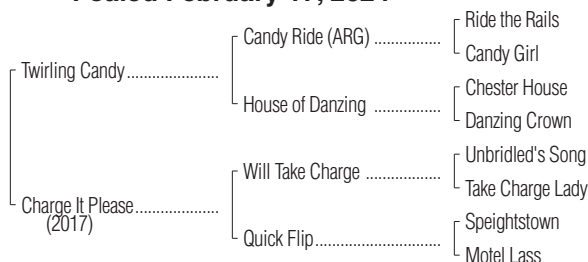 Foaled February 17, 2024
Ride the Rails
Candy Ride (ARG) ................
Candy Girl
Twirling Candy ......................
Chester House
House of Danzing ................
Danzing Crown
Unbridled's Song
Will Take Charge ..................
Take Charge Lady
Charge It Please....................
(2017)
Speightstown
Quick Flip..............................
Motel Lass